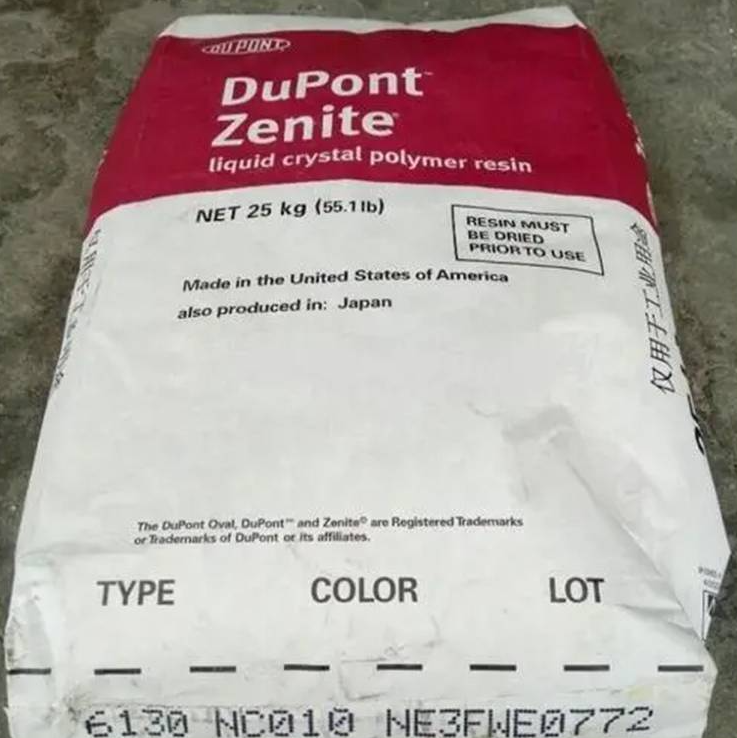 DU PONT
DuPont™
Zenite®
liquid crystal polymer resin
NET 25 kg (55.1 lb)
RESIN MUST
BE DRIED
PRIOR TO USE
Made in the United States of America
also produced in: Japan
仅用于工业用途
The DuPont Oval, DuPont™ and Zenite® are Registered Trademarks
or Trademarks of DuPont or its affiliates.
TYPE COLOR LOT
6130 NC010 NE3FWE0772